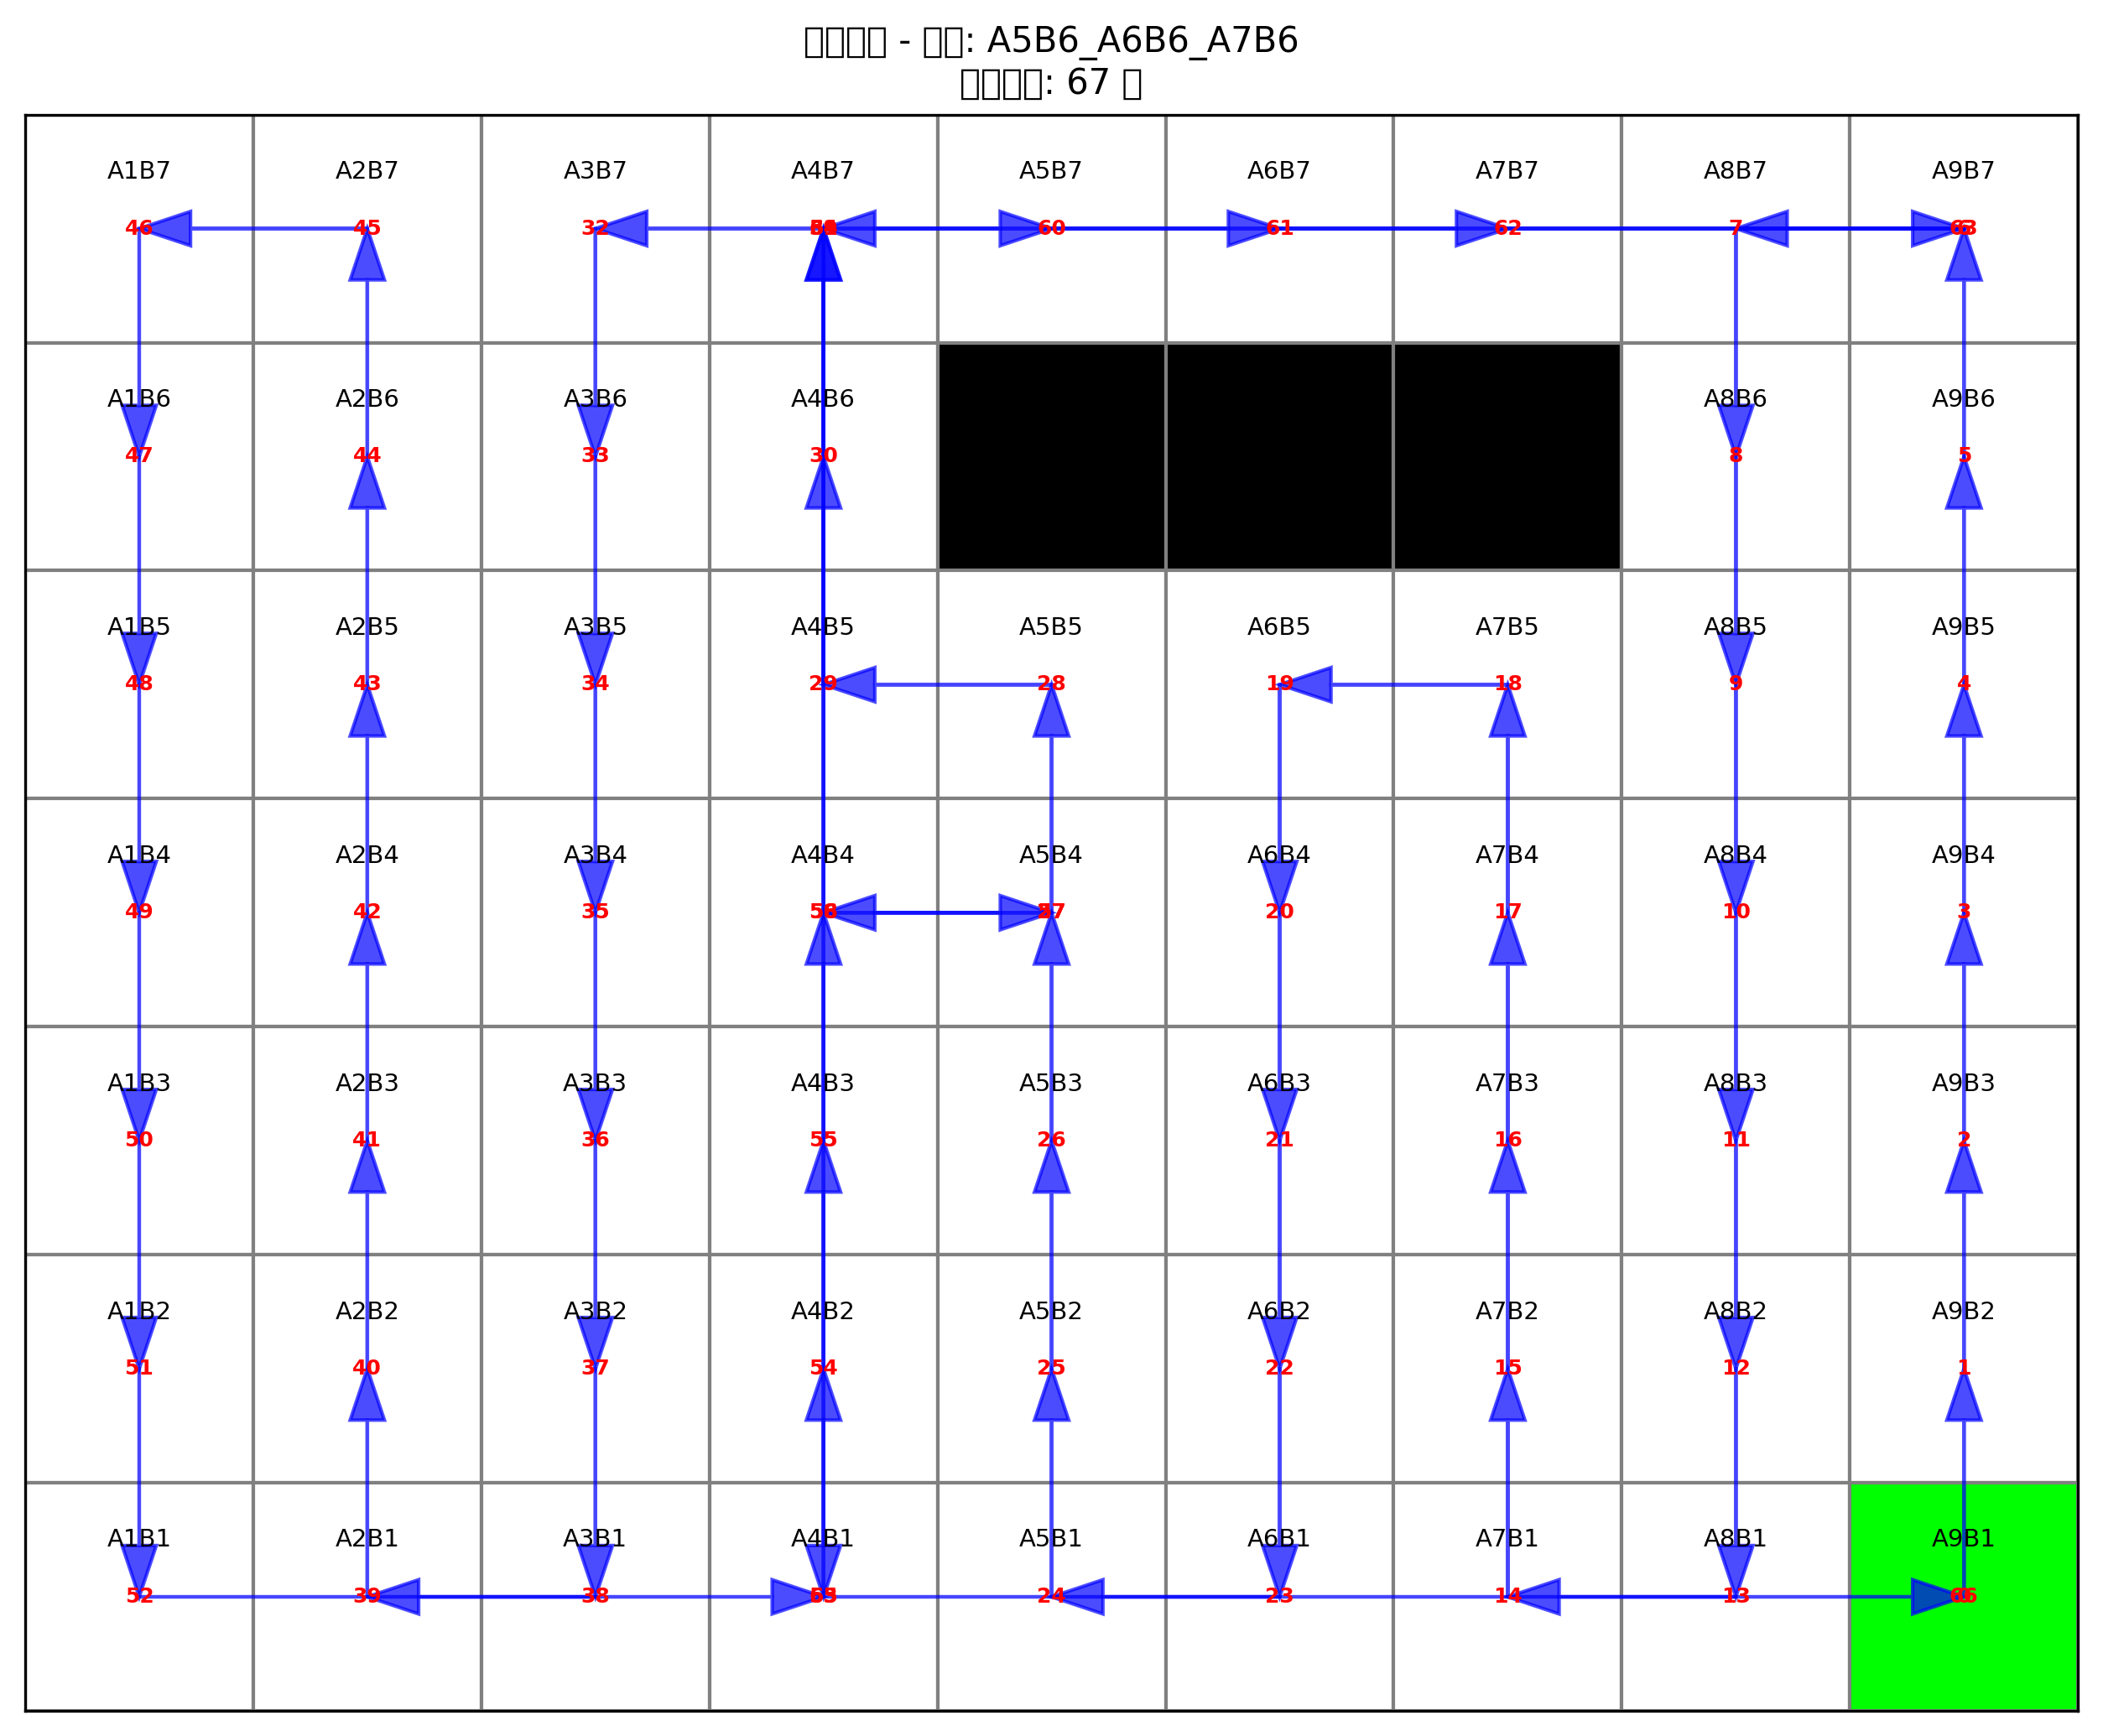 □□□□ - □□: A5B6_A6B6_A7B6
□□□□: 67 □
A1B7 A2B7 A3B7 A4B7 A5B7 A6B7 A7B7 A8B7 A9B7
46 45 32 60 61 62 7
A1B6 A2B6 A3B6 A4B6 A8B6 A9B6
47 44 33 30 8 5
A1B5 A2B5 A3B5 A4B5 A5B5 A6B5 A7B5 A8B5 A9B5
48 43 34 29 28 19 18 9 4
A1B4 A2B4 A3B4 A4B4 A5B4 A6B4 A7B4 A8B4 A9B4
49 42 35 20 17 10 3
A1B3 A2B3 A3B3 A4B3 A5B3 A6B3 A7B3 A8B3 A9B3
50 41 36 55 26 21 16 11 2
A1B2 A2B2 A3B2 A4B2 A5B2 A6B2 A7B2 A8B2 A9B2
51 40 37 54 25 22 15 12 1
A1B1 A2B1 A3B1 A4B1 A5B1 A6B1 A7B1 A8B1 A9B1
52 39 38 24 23 14 13